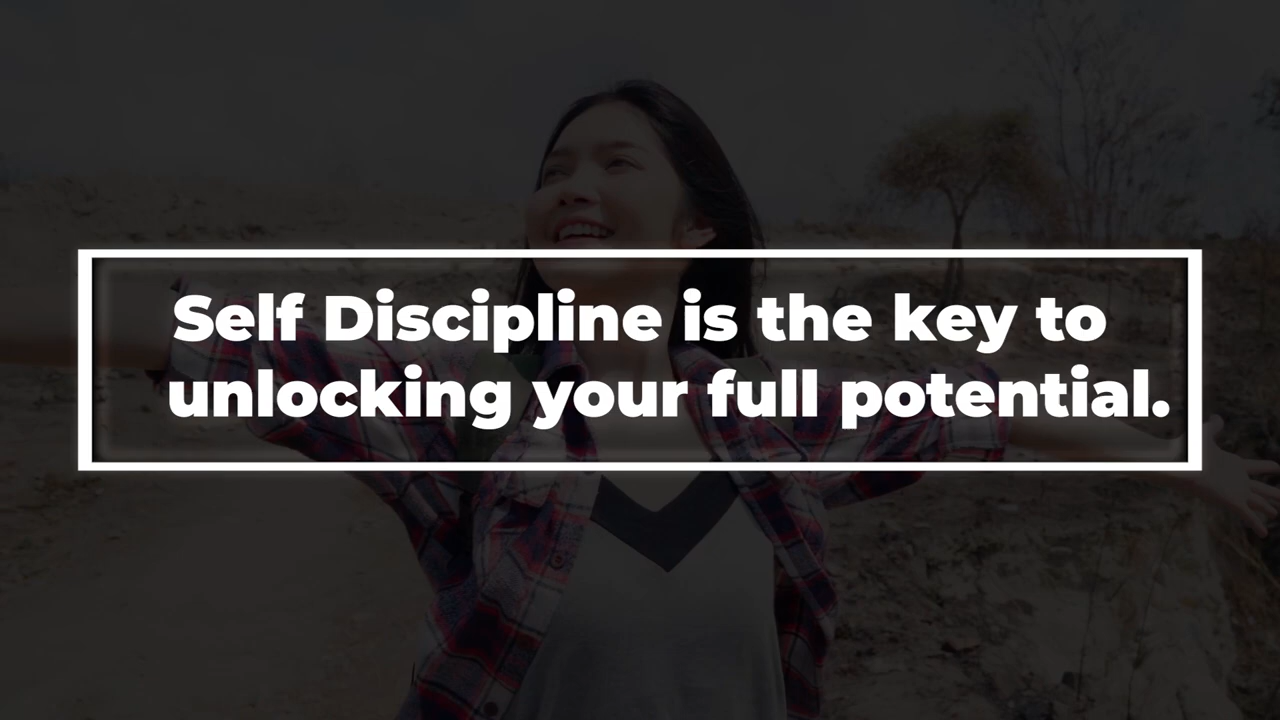 Self Discipline is the key to
unlocking your full potential.